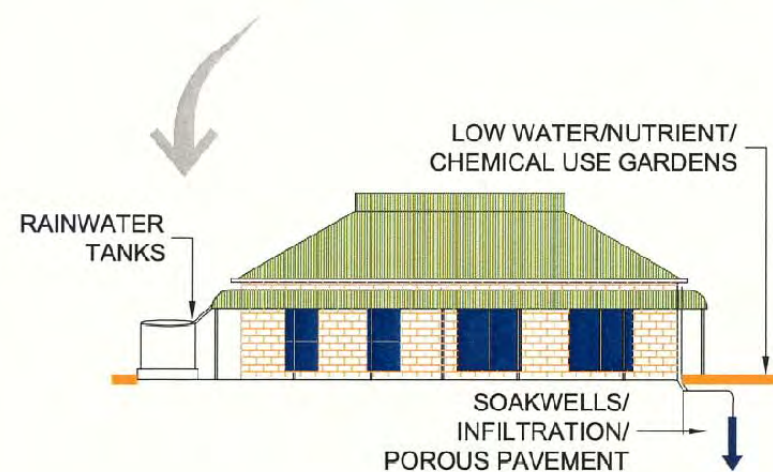 LOW WATER/NUTRIENT/
CHEMICAL USE GARDENS
RAINWATER
TANKS
SOAKWELLS/
INFILTRATION/
POROUS PAVEMENT